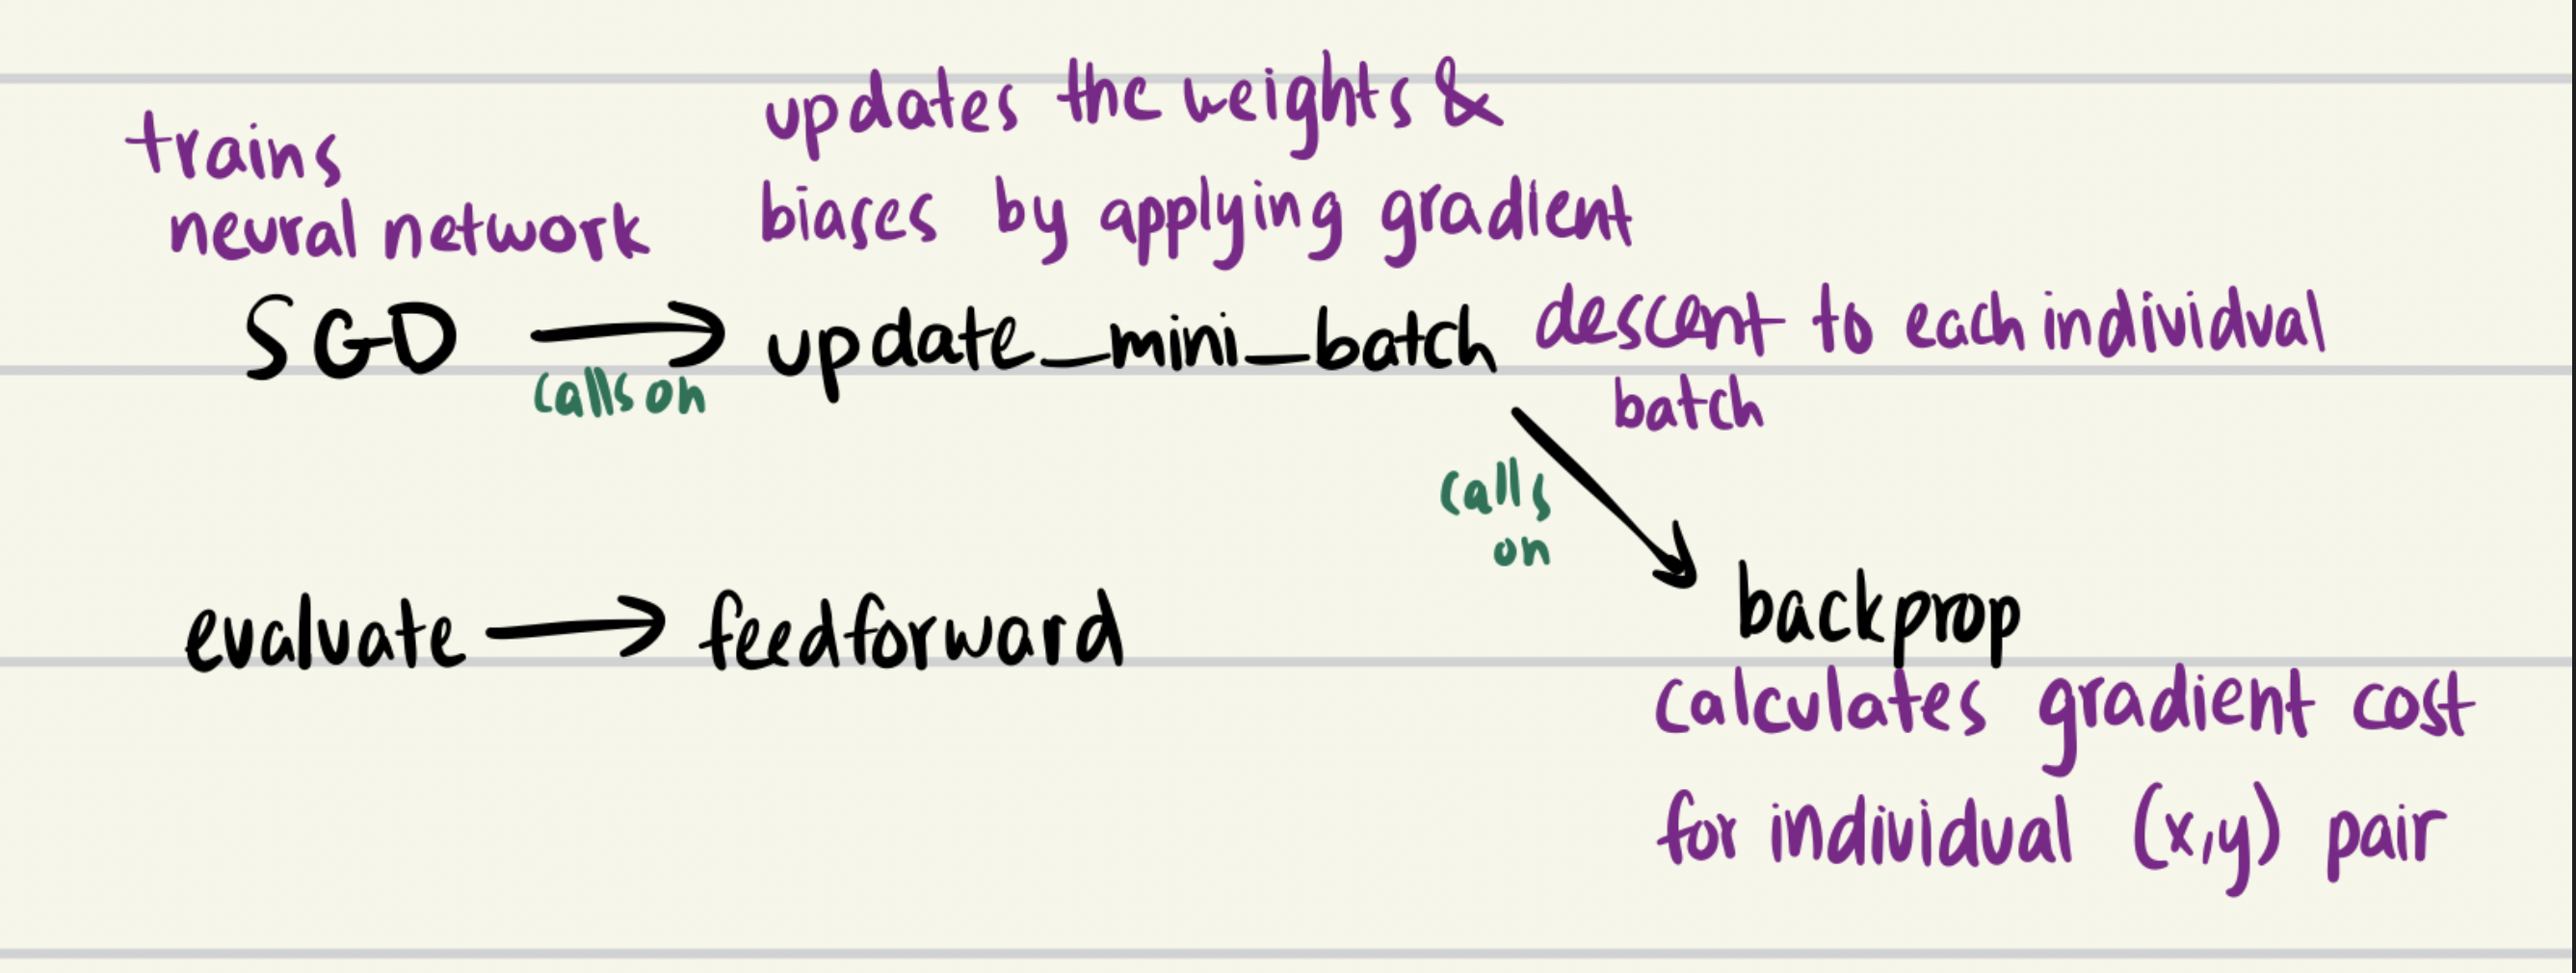 trains
neural network
updates the weights &
biases by applying gradient
descent to each individual
batch
SGD → update_mini_batch
calls on
calls
on
evaluate → feedforward
backprop
calculates gradient cost
for individual (x,y) pair